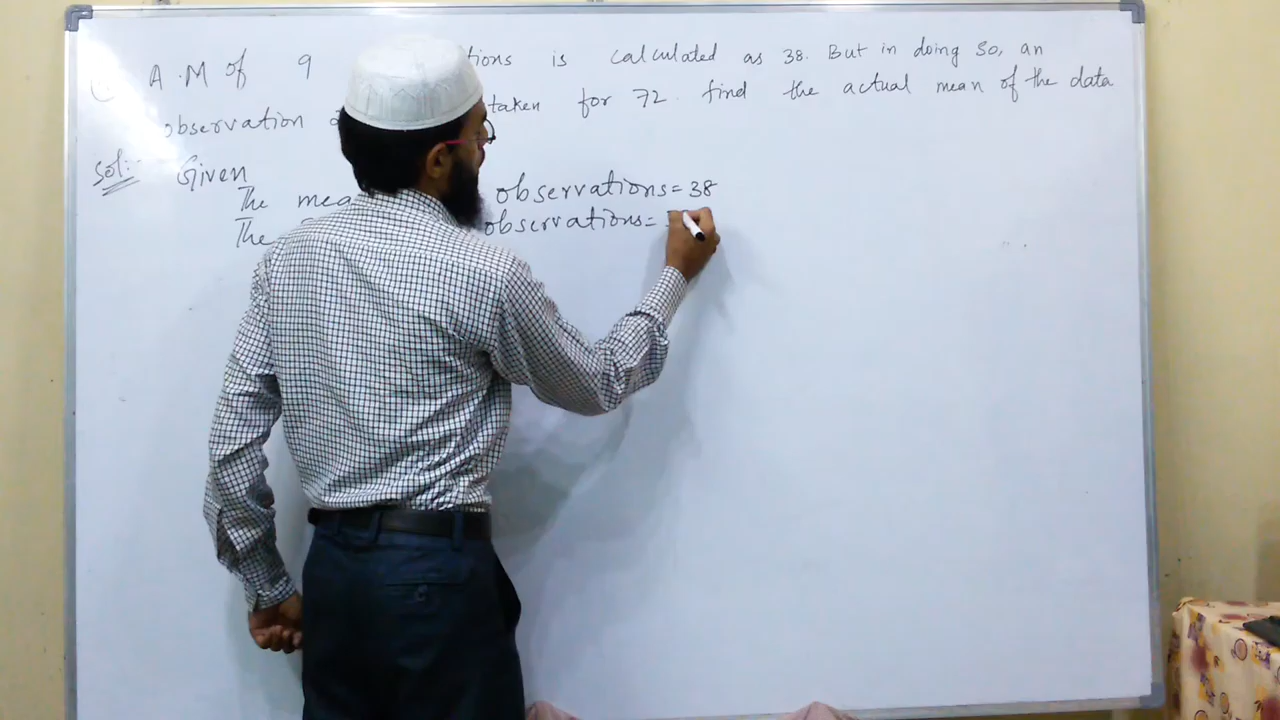 A.M of 9 tions is calculated as 38. But in doing so, an
observation taken for 72. find the actual mean of the data
Sol:- Given
The mea observations = 38
The observations =